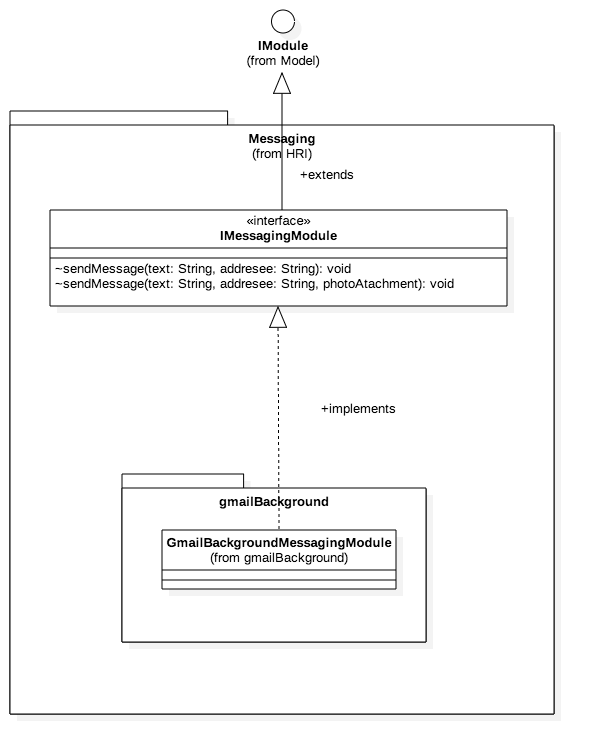 IModule
(from Model)
Messaging
(from HRI)
+extends
«interface»
IMessagingModule
~sendMessage(text: String, addresee: String): void
~sendMessage(text: String, addresee: String, photoAtachment): void
+implements
gmailBackground
GmailBackgroundMessagingModule
(from gmailBackground)